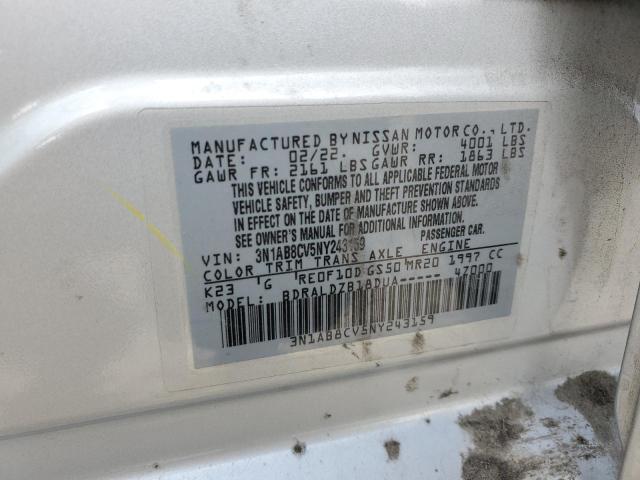 MANUFACTURED BY NISSAN MOTOR CO., LTD.
DATE: 02/22. GVWR: 4001 LBS
GAWR FR: 2161 LBS GAWR RR: 1863 LBS
THIS VEHICLE CONFORMS TO ALL APPLICABLE FEDERAL MOTOR
VEHICLE SAFETY, BUMPER AND THEFT PREVENTION STANDARDS
IN EFFECT ON THE DATE OF MANUFACTURE SHOWN ABOVE.
SEE OWNER'S MANUAL FOR ADDITIONAL INFORMATION.
VIN: 3N1AB8CV5NY243159 PASSENGER CAR.
COLOR TRIM TRANS AXLE ENGINE
K23 G RE0F10D GS50 MR20 1997 CC
MODEL: BDRALDZB18DUA----- 47000
3N1AB8CV5NY243159